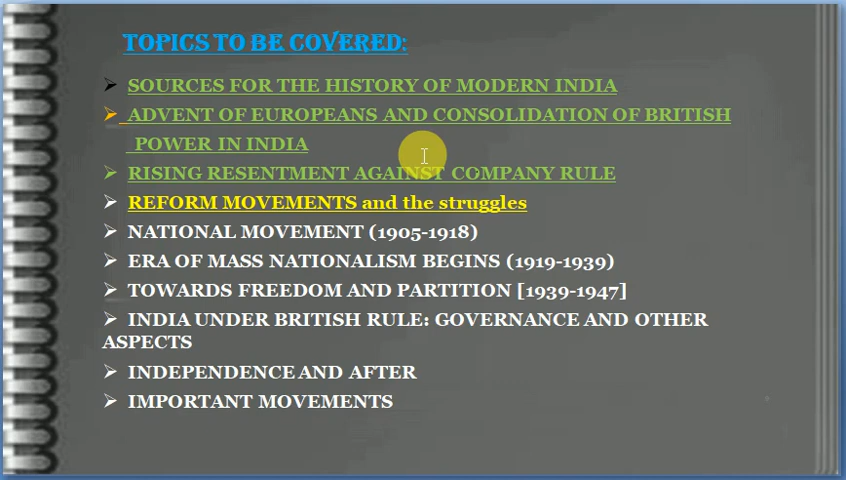 TOPICS TO BE COVERED:
➢ SOURCES FOR THE HISTORY OF MODERN INDIA
➢ ADVENT OF EUROPEANS AND CONSOLIDATION OF BRITISH
POWER IN INDIA
➢ RISING RESENTMENT AGAINST COMPANY RULE
➢ REFORM MOVEMENTS and the struggles
➢ NATIONAL MOVEMENT (1905-1918)
➢ ERA OF MASS NATIONALISM BEGINS (1919-1939)
➢ TOWARDS FREEDOM AND PARTITION [1939-1947]
➢ INDIA UNDER BRITISH RULE: GOVERNANCE AND OTHER
ASPECTS
➢ INDEPENDENCE AND AFTER
➢ IMPORTANT MOVEMENTS